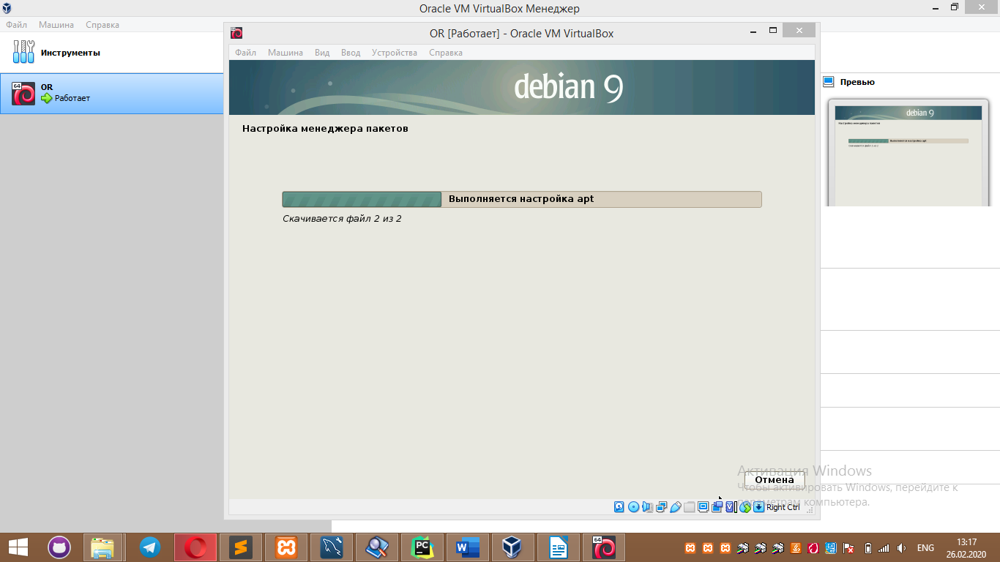 Oracle VM VirtualBox Менеджер
Файл Машина Справка
Инструменты
64
OR
Работает
OR [Работает] - Oracle VM VirtualBox
Файл Машина Вид Ввод Устройства Справка
debian 9
Настройка менеджера пакетов
Выполняется настройка apt
Скачивается файл 2 из 2
Отмена
Right Ctrl
Превью
debian 9
Настройка менеджера пакетов
Выполняется настройка apt
Скачивается файл 2 из 2
Активация Windows
Чтобы активировать Windows, перейдите к
параметрам компьютера.
PC
W
64
ENG
13:17
26.02.2020